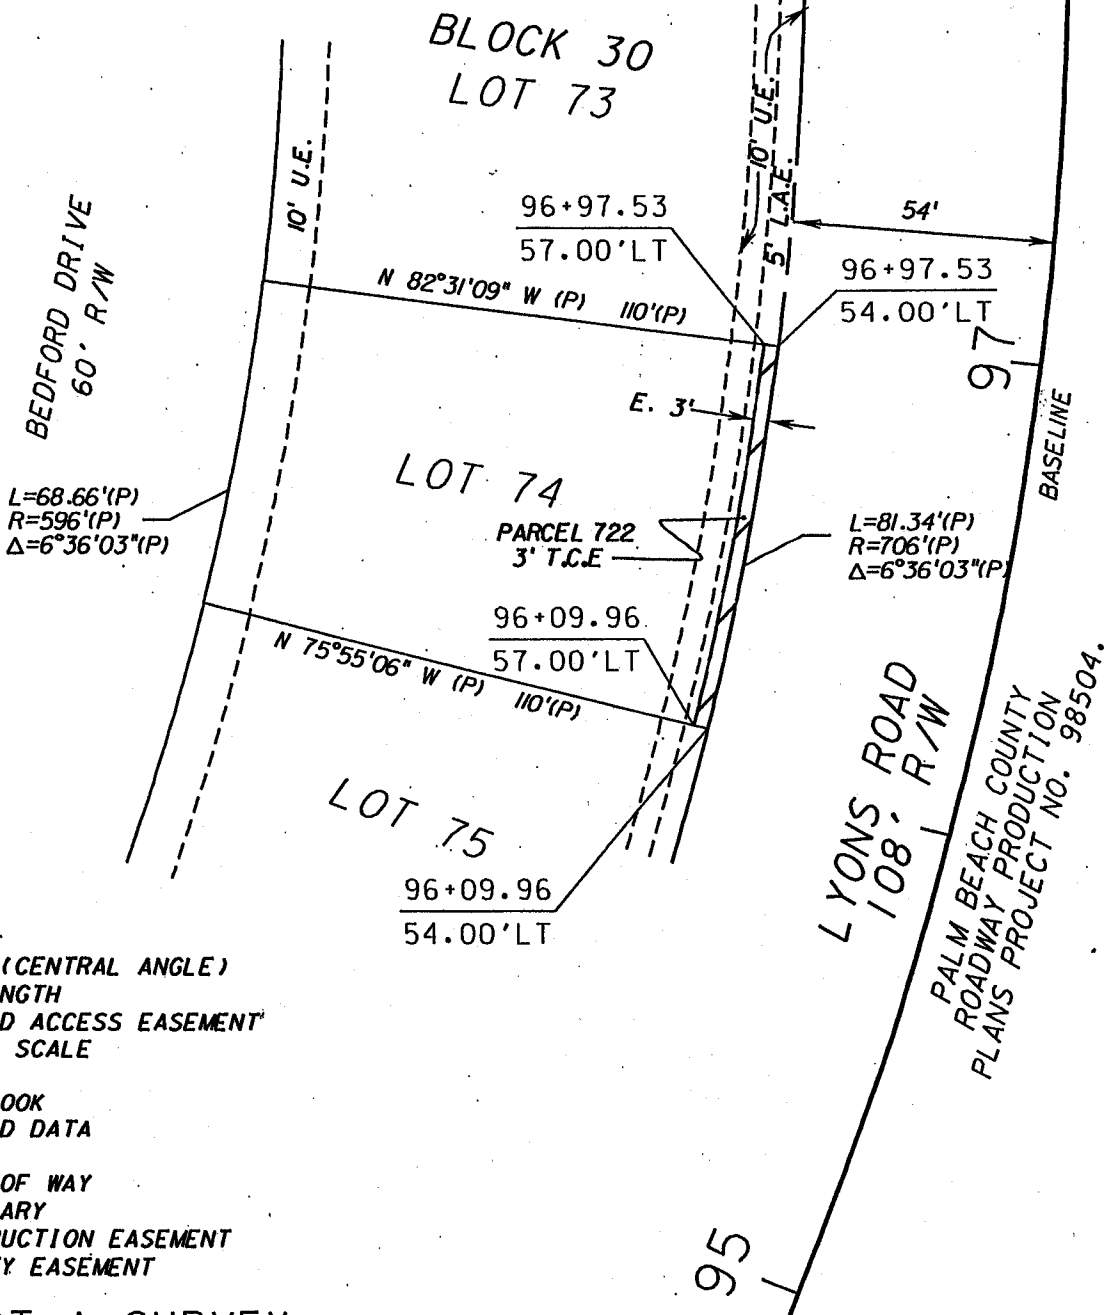 BLOCK 30
LOT 73
10' U.E.
10' U.E.
5' L.A.E.
54'
96+97.53
57.00'LT
96+97.53
54.00'LT
BEDFORD DRIVE
60' R/W
N 82°31'09" W (P) 110'(P)
97
BASELINE
E. 3'
LOT 74
L=68.66'(P)
R=596'(P)
Δ=6°36'03"(P)
PARCEL 722
3' T.C.E
L=81.34'(P)
R=706'(P)
Δ=6°36'03"(P)
96+09.96
57.00'LT
N 75°55'06" W (P) 110'(P)
LOT 75
96+09.96
54.00'LT
LYONS ROAD
108' R/W
PALM BEACH COUNTY
ROADWAY PRODUCTION
PLANS PROJECT NO. 98504.
(CENTRAL ANGLE)
NGTH
D ACCESS EASEMENT
SCALE
OOK
D DATA
OF WAY
ARY
UCTION EASEMENT
Y EASEMENT
95